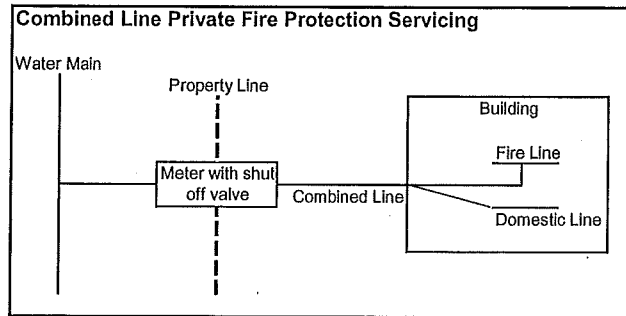 Combined Line Private Fire Protection Servicing
Water Main
Property Line
Building
Fire Line
Meter with shut
off valve
Combined Line
Domestic Line